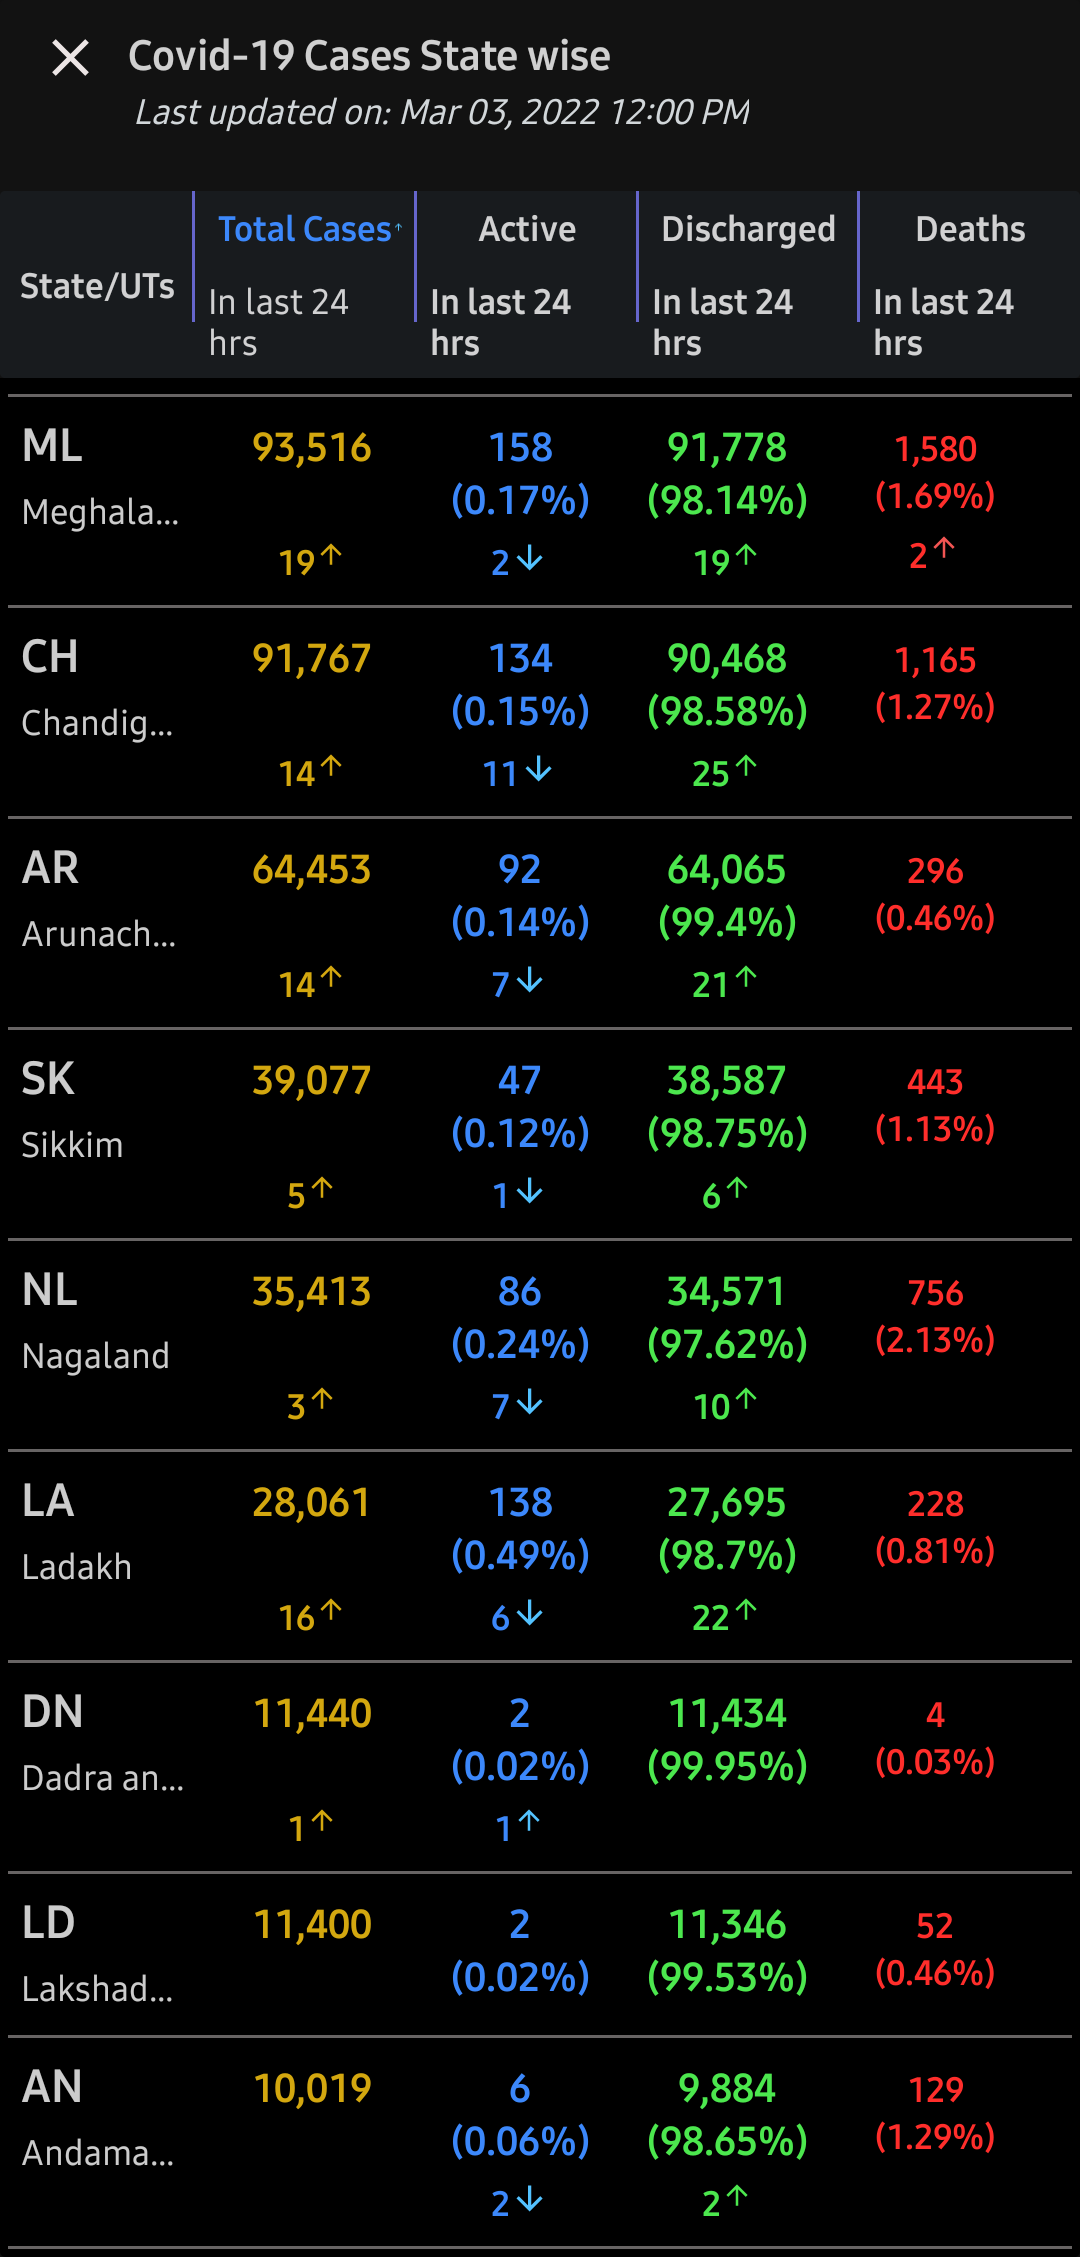 Covid-19 Cases State wise
Last updated on: Mar 03, 2022 12:00 PM
State/UTs Total Cases↑ Active Discharged Deaths
In last 24 hrs In last 24 hrs In last 24 hrs In last 24 hrs
ML 93,516 158 91,778 1,580
Meghala... (0.17%) (98.14%) (1.69%)
19↑ 2↓ 19↑ 2↑
CH 91,767 134 90,468 1,165
Chandig... (0.15%) (98.58%) (1.27%)
14↑ 11↓ 25↑
AR 64,453 92 64,065 296
Arunach... (0.14%) (99.4%) (0.46%)
14↑ 7↓ 21↑
SK 39,077 47 38,587 443
Sikkim (0.12%) (98.75%) (1.13%)
5↑ 1↓ 6↑
NL 35,413 86 34,571 756
Nagaland (0.24%) (97.62%) (2.13%)
3↑ 7↓ 10↑
LA 28,061 138 27,695 228
Ladakh (0.49%) (98.7%) (0.81%)
16↑ 6↓ 22↑
DN 11,440 2 11,434 4
Dadra an... (0.02%) (99.95%) (0.03%)
1↑ 1↑
LD 11,400 2 11,346 52
Lakshad... (0.02%) (99.53%) (0.46%)
AN 10,019 6 9,884 129
Andama... (0.06%) (98.65%) (1.29%)
2↓ 2↑